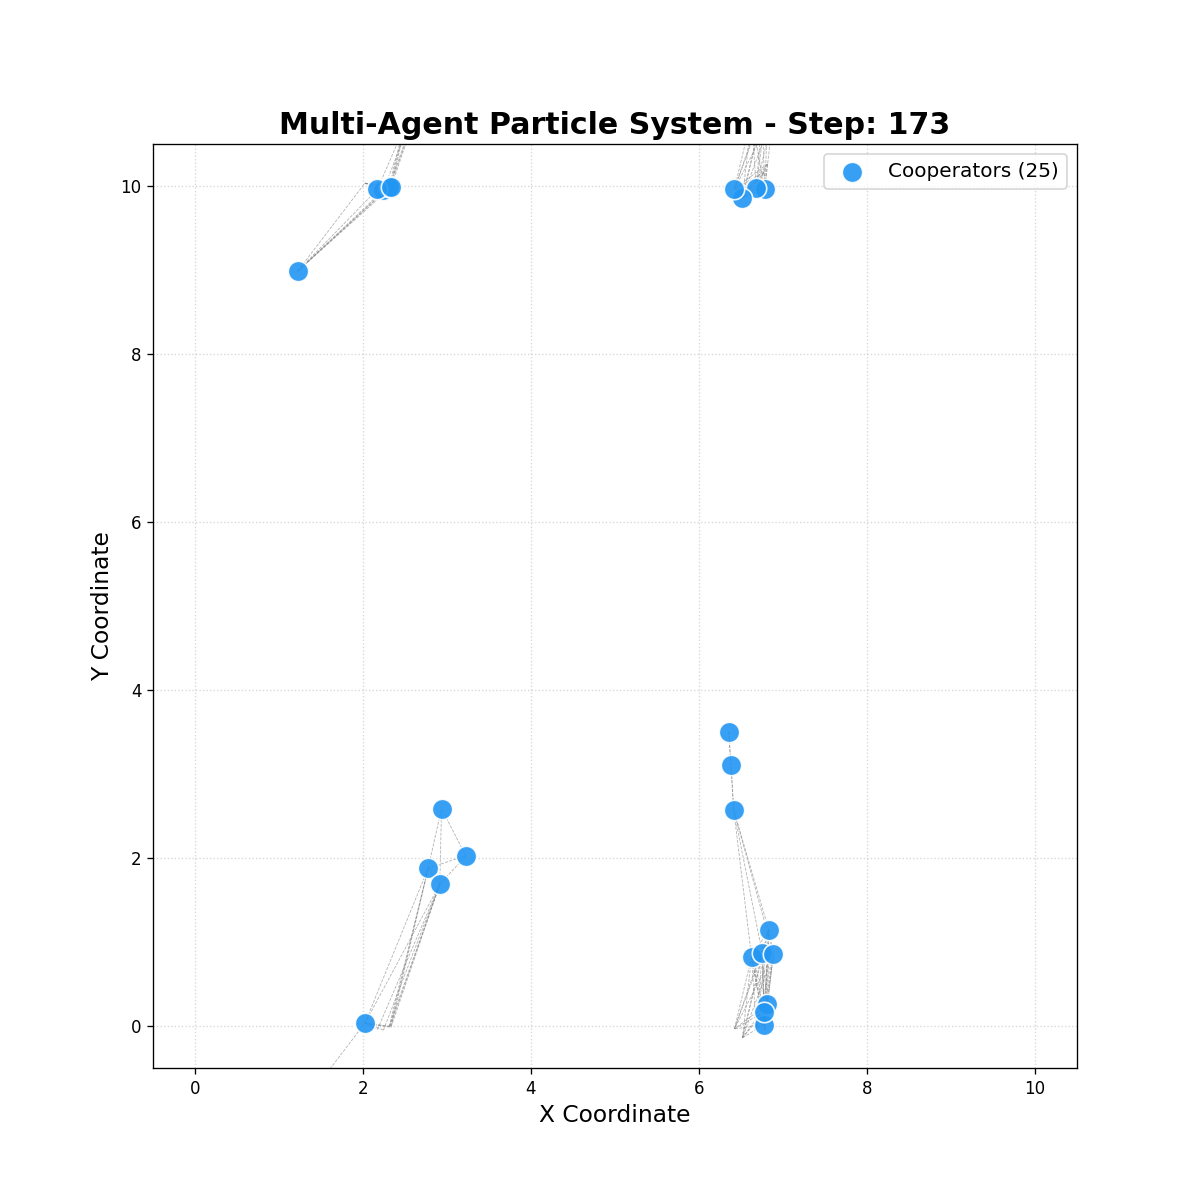 Multi-Agent Particle System - Step: 173
Cooperators (25)
Y Coordinate
10
8
6
4
2
0
0 2 4 6 8 10
X Coordinate